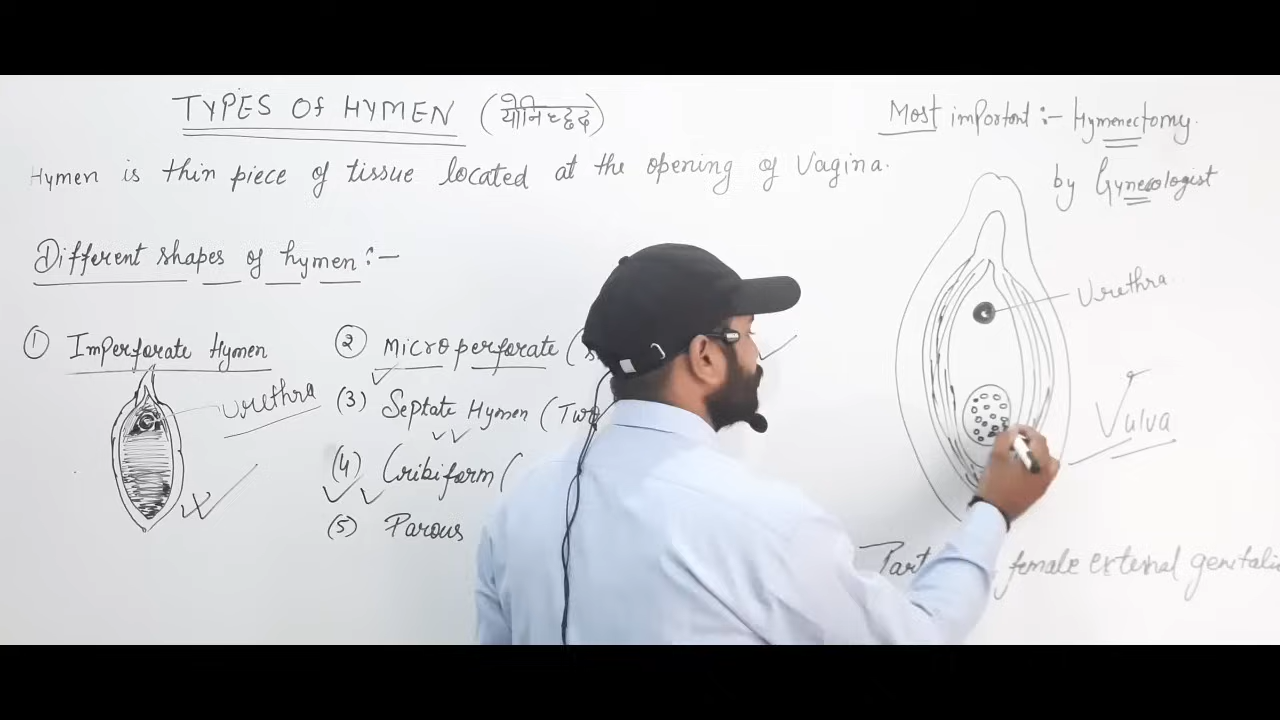 TYPES Of HYMEN (योनिच्छद)
Hymen is thin piece of tissue located at the opening of Vagina.
Different shapes of hymen :-
① Imperforate Hymen
Urethra
② Microperforate (
(3) Septate Hymen (Two
(4) Cribiform (
(5) Parous
Most important :- Hymenectomy.
by Gynecologist
Urethra
Vulva
Part female external genitalia